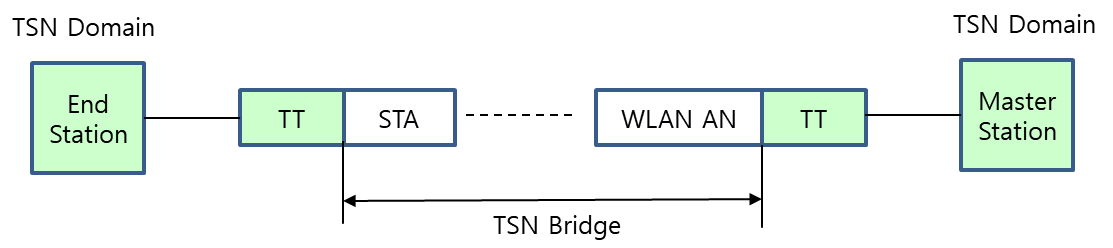 TSN Domain
TSN Domain
End
Station
TT
STA
WLAN AN
TT
Master
Station
TSN Bridge